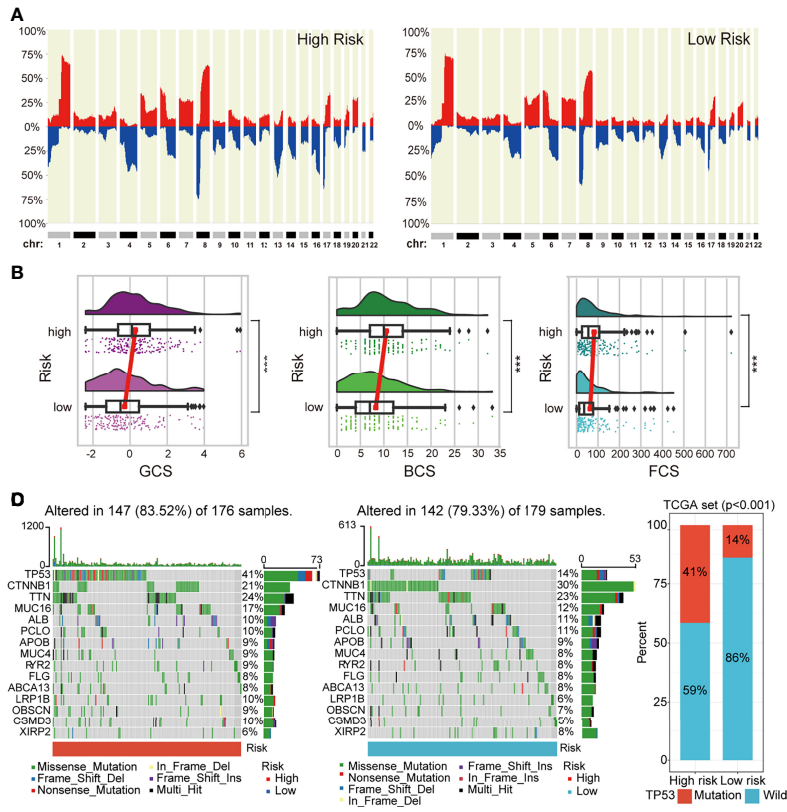 A
100% High Risk
75%
50%
25%
0%
25%
50%
75%
100%
chr: 1 2 3 4 5 6 7 8 9 10 11 12 13 14 15 16 17 18 19 20 21 22
100% Low Risk
75%
50%
25%
0%
25%
50%
75%
100%
chr: 1 2 3 4 5 6 7 8 9 10 11 12 13 14 15 16 17 18 19 20 21 22
B
Risk
high
low
***
-2 0 2 4 6
GCS
Risk
high
low
***
0 5 10 15 20 25 30 35
BCS
Risk
high
low
***
0 100 200 300 400 500 600 700
FCS
Altered in 147 (83.52%) of 176 samples.
1200
0
0 73
TP53 41%
CTNNB1 21%
TTN 24%
MUC16 17%
ALB 10%
PCLO 10%
APOB 9%
MUC4 9%
RYR2 9%
FLG 8%
ABCA13 8%
LRP1B 10%
OBSCN 9%
CSMD3 10%
XIRP2 6%
Risk
Missense_Mutation
Frame_Shift_Del
Nonsense_Mutation
In_Frame_Del
Frame_Shift_Ins
Multi_Hit
Risk
High
Low
Altered in 142 (79.33%) of 179 samples.
613
0
0 53
TP53 14%
CTNNB1 30%
TTN 23%
MUC16 12%
ALB 11%
PCLO 11%
APOB 9%
MUC4 8%
RYR2 8%
FLG 8%
ABCA13 8%
LRP1B 6%
OBSCN 7%
CSMD3
XIRP2 8%
Risk
Missense_Mutation
Nonsense_Mutation
Frame_Shift_Del
In_Frame_Del
Frame_Shift_Ins
In_Frame_Ins
Multi_Hit
Risk
High
Low
TCGA set (p<0.001)
Percent
100
75
50
25
0
41%
59%
14%
86%
High risk Low risk
TP53 Mutation Wild